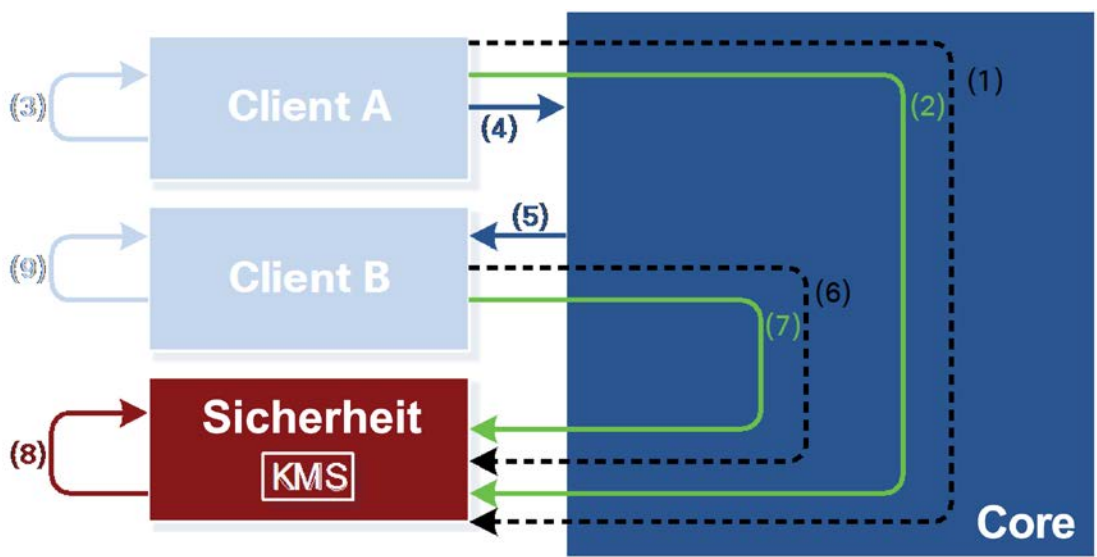 (1)
(3)
Client A
(2)
(4)
(5)
(9)
Client B
(6)
(7)
Sicherheit
(8)
KMS
Core